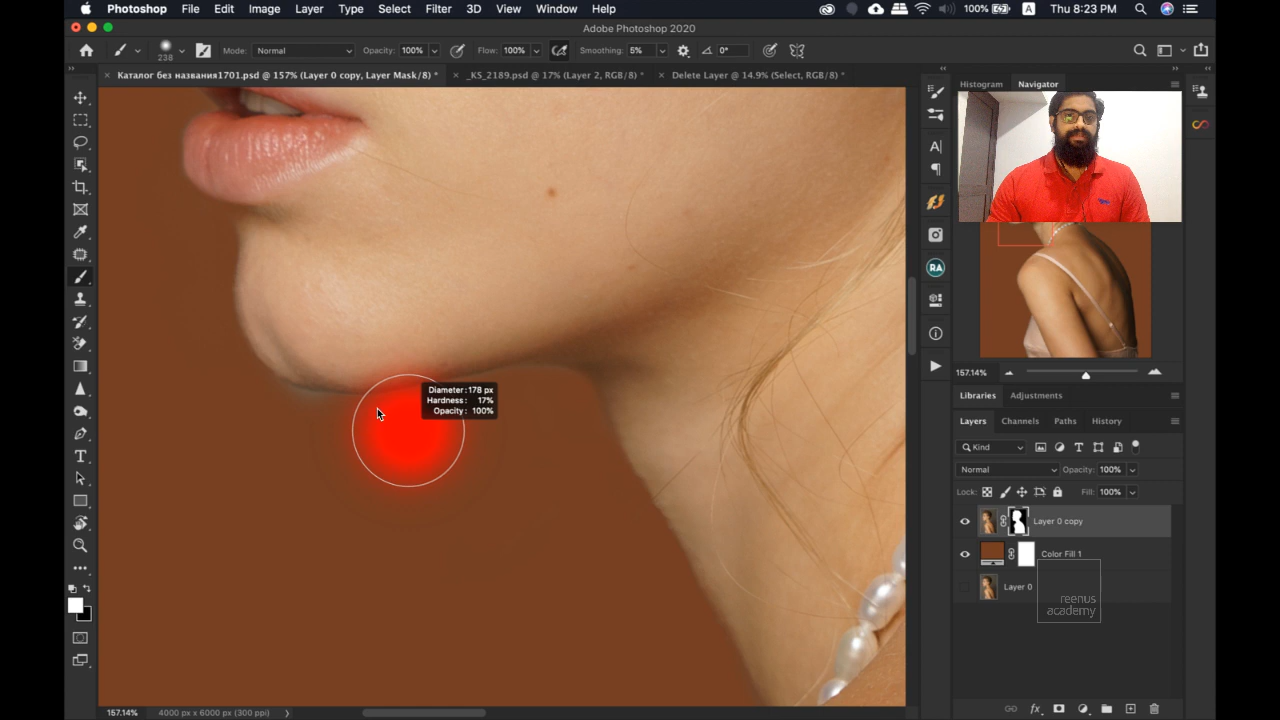 Photoshop File Edit Image Layer Type Select Filter 3D View Window Help 100% A Thu 8:23 PM
Adobe Photoshop 2020
238 Mode: Normal Opacity: 100% Flow: 100% Smoothing: 5% 0°
× Каталог без названия1701.psd @ 157% (Layer 0 copy, Layer Mask/8) * × _K5_2189.psd @ 17% (Layer 2, RGB/8) * × Delete Layer @ 14.9% (Select, RGB/8) *
Histogram Navigator
A|
RA
T
Diameter: 178 px
Hardness: 17%
Opacity: 100%
157.14%
Libraries Adjustments
Layers Channels Paths History
Kind T
Normal Opacity: 100%
Lock: Fill: 100%
Layer 0 copy
Color Fill 1
Layer 0
reenus
academy
157.14% 4000 px x 6000 px (300 ppi)
fx